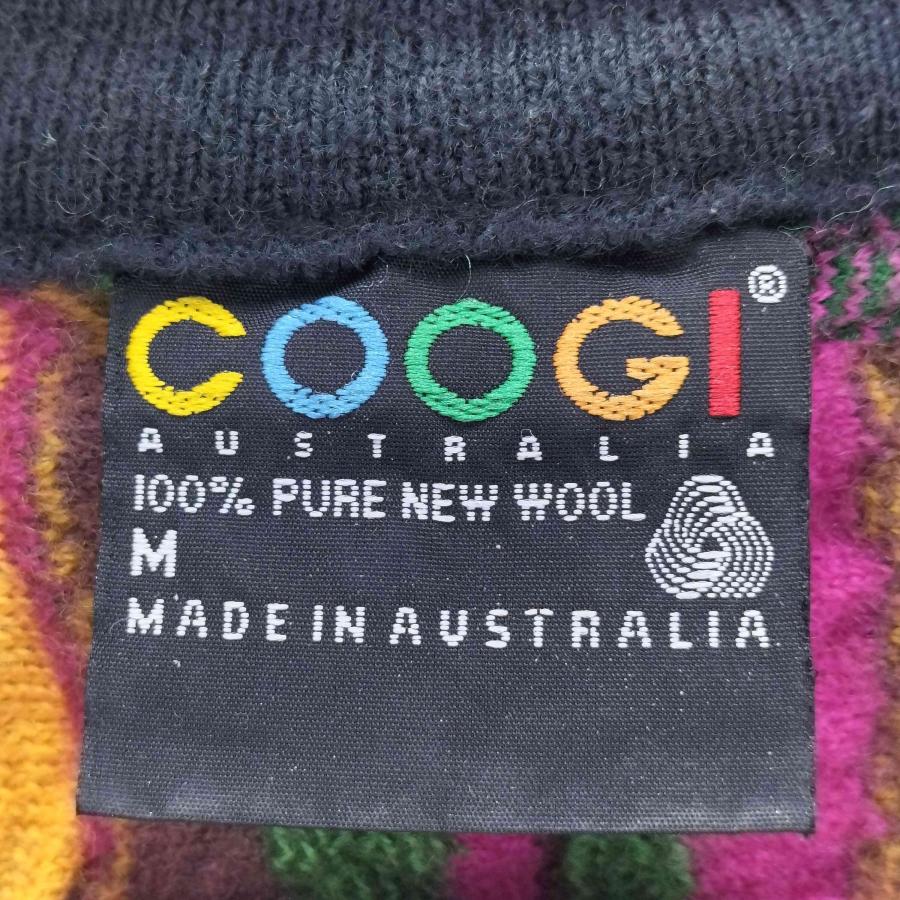 COOGI®
AUSTRALIA
100% PURE NEW WOOL
M
MADE IN AUSTRALIA